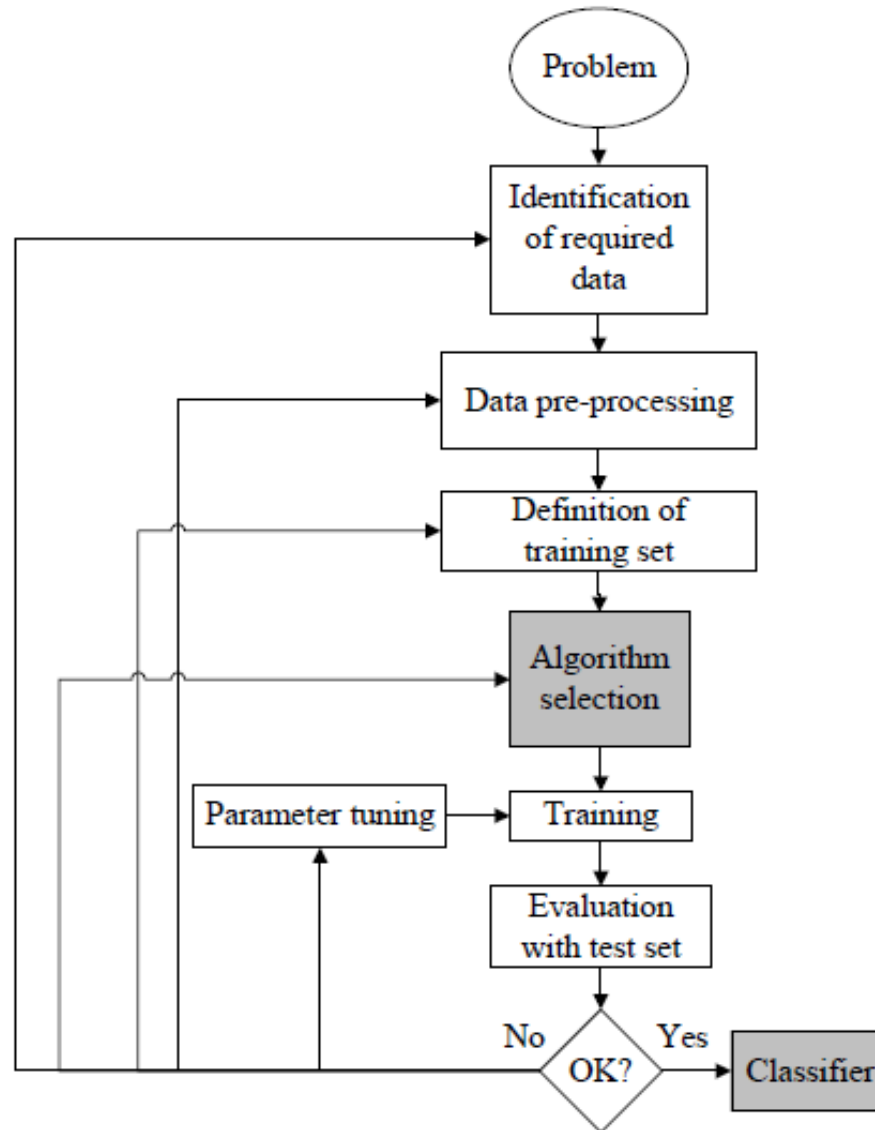 Problem
Identification
of required
data
Data pre-processing
Definition of
training set
Algorithm
selection
Parameter tuning
Training
Evaluation
with test set
No
Yes
OK?
Classifier